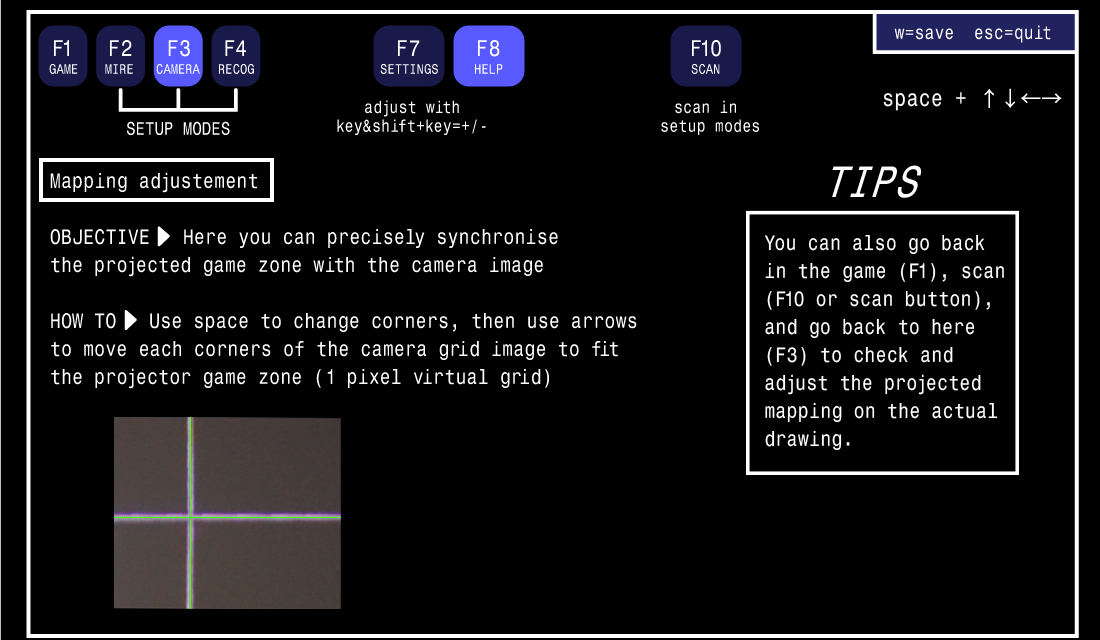 F1 F2 F3 F4 F7 F8 F10
GAME MIRE CAMERA RECOG SETTINGS HELP SCAN
w=save esc=quit
space + ↑↓←→
SETUP MODES
adjust with
key&shift+key=+/-
scan in
setup modes
Mapping adjustement
OBJECTIVE ▶ Here you can precisely synchronise
the projected game zone with the camera image
HOW TO ▶ Use space to change corners, then use arrows
to move each corners of the camera grid image to fit
the projector game zone (1 pixel virtual grid)
TIPS
You can also go back
in the game (F1), scan
(F10 or scan button),
and go back to here
(F3) to check and
adjust the projected
mapping on the actual
drawing.